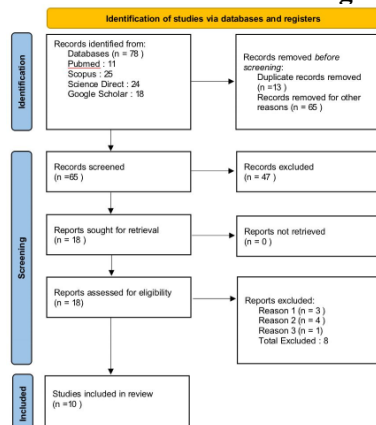 Identification of studies via databases and registers
Identification
Records identified from:
Databases (n = 78 )
Pubmed : 11
Scopus : 25
Science Direct : 24
Google Scholar : 18
Records removed before
screening:
Duplicate records removed
(n =13 )
Records removed for other
reasons (n = 65 )
Screening
Records screened
(n =65 )
Records excluded
(n = 47 )
Reports sought for retrieval
(n = 18 )
Reports not retrieved
(n = 0 )
Reports assessed for eligibility
(n = 18)
Reports excluded:
Reason 1 (n = 3 )
Reason 2 (n = 4 )
Reason 3 (n = 1)
Total Excluded : 8
Included
Studies included in review
(n =10 )